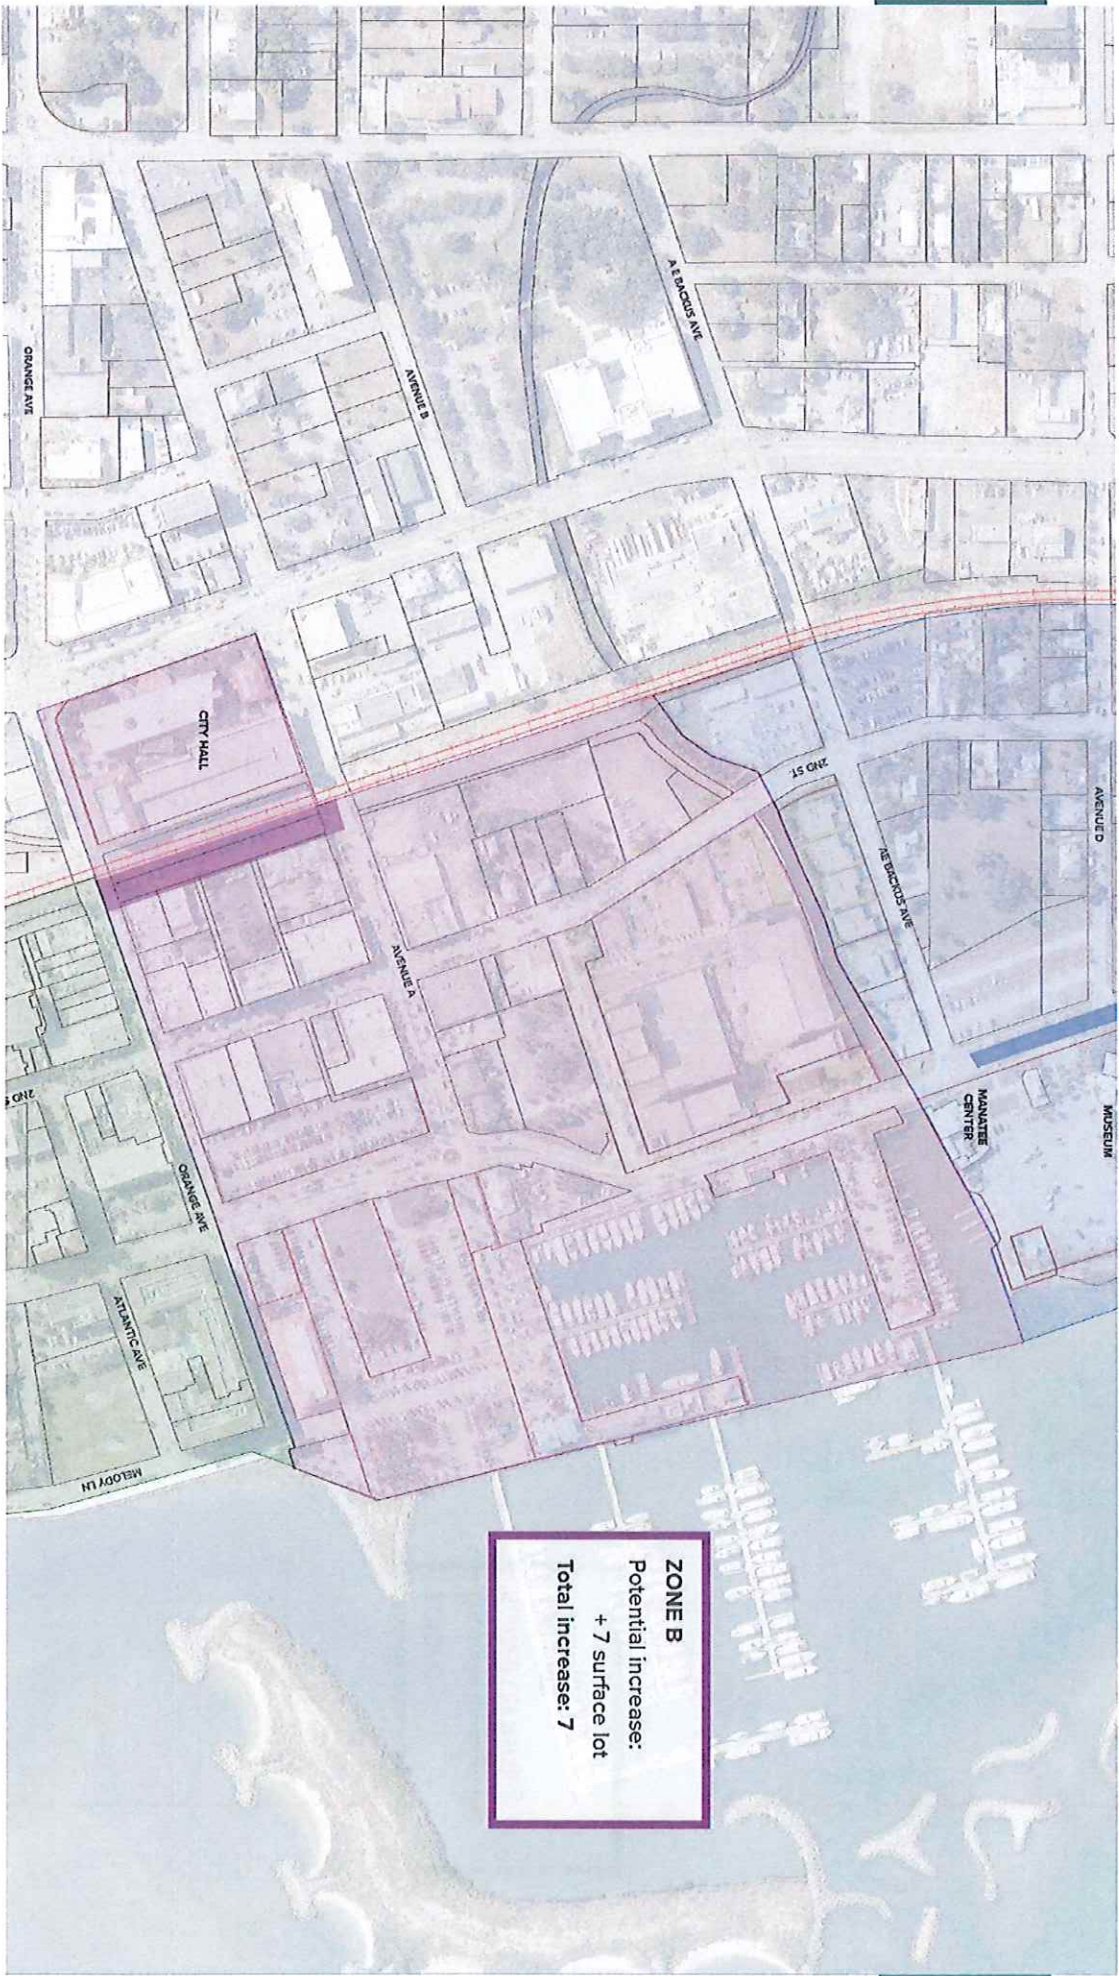 MUSEUM
AVENUE D
MANATEE
CENTER
AE BACKUS AVE
2ND ST.
A E BACKUS AVE
ZONE B
Potential increase:
+ 7 surface lot
Total increase: 7
AVENUE B
AVENUE A
CITY HALL
ORANGE AVE
ATLANTIC AVE
MELODY LN
ORANGE AVE
2ND S